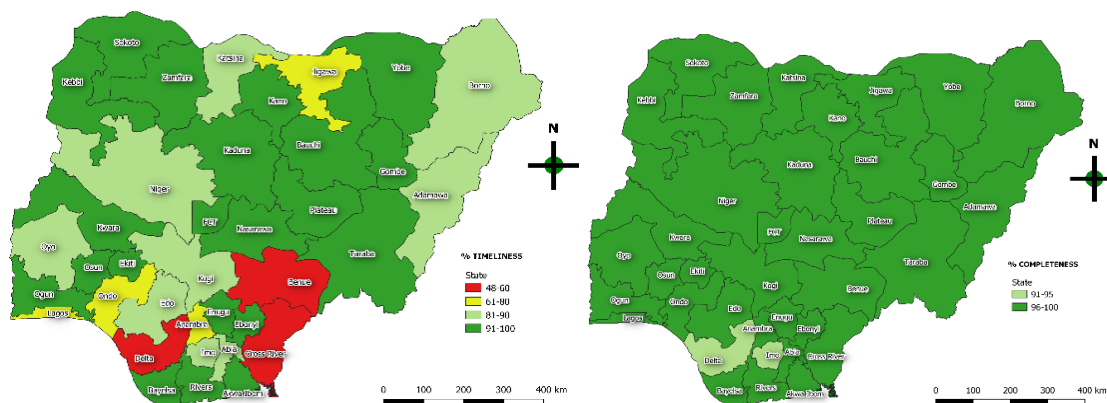 Sokoto
Katsina
Jigawa
Yobe
Kebbi
Zamfara
Borno
Kano
Kaduna
Bauchi
Gombe
Niger
Adamawa
Plateau
FCT
Nasarawa
Kwara
Oyo
Taraba
Osun
Ekiti
Kogi
Benue
Ogun
Ondo
Edo
Lagos
Enugu
Anambra
Ebonyi
Delta
Imo
Abia
Cross River
Bayelsa
Rivers
Akwa Ibom
N
% TIMELINESS
State
48-60
61-80
81-90
91-100
0 100 200 300 400 km
Sokoto
Katsina
Jigawa
Yobe
Kebbi
Zamfara
Borno
Kano
Kaduna
Bauchi
Gombe
Niger
Adamawa
Plateau
FCT
Nasarawa
Kwara
Oyo
Taraba
Osun
Ekiti
Kogi
Benue
Ogun
Ondo
Edo
Lagos
Enugu
Anambra
Ebonyi
Delta
Imo
Abia
Cross River
Bayelsa
Rivers
Akwa Ibom
N
% COMPLETENESS
State
91-95
96-100
0 100 200 300 400 km